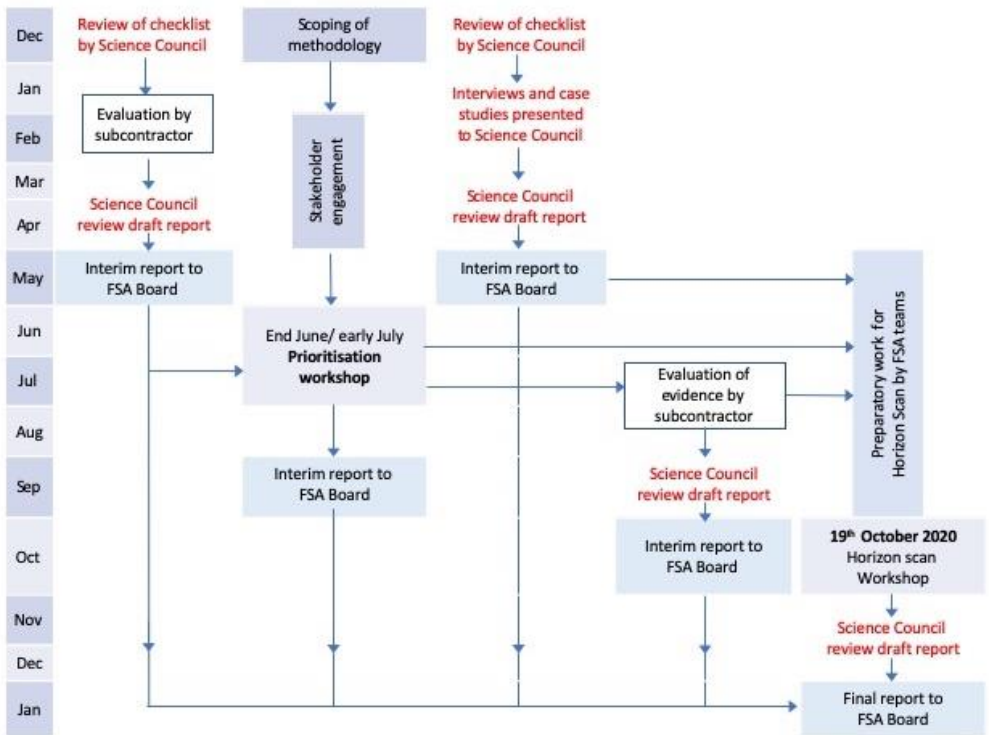 Dec
Jan
Feb
Mar
Apr
May
Jun
Jul
Aug
Sep
Oct
Nov
Dec
Jan
Review of checklist
by Science Council
Evaluation by
subcontractor
Science Council
review draft report
Interim report to
FSA Board
Scoping of
methodology
Stakeholder
engagement
End June/ early July
Prioritisation
workshop
Interim report to
FSA Board
Review of checklist
by Science Council
Interviews and case
studies presented
to Science Council
Science Council
review draft report
Interim report to
FSA Board
Evaluation of
evidence by
subcontractor
Science Council
review draft report
Interim report to
FSA Board
Preparatory work for
Horizon Scan by FSA teams
19th October 2020
Horizon scan
Workshop
Science Council
review draft report
Final report to
FSA Board